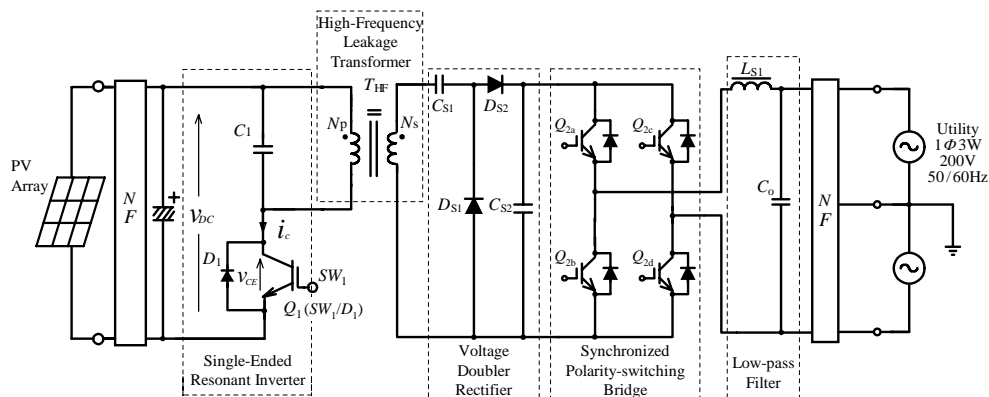 High-Frequency
Leakage
Transformer
THF
Np
Ns
C1
CS1
DS2
DS1
CS2
Q2a
Q2c
Q2b
Q2d
LS1
Co
Utility
1Φ3W
200V
50/60Hz
PV
Array
N
F
+
vDC
ic
D1
vCE
SW1
Q1(SW1/D1)
N
F
Single-Ended
Resonant Inverter
Voltage
Doubler
Rectifier
Synchronized
Polarity-switching
Bridge
Low-pass
Filter